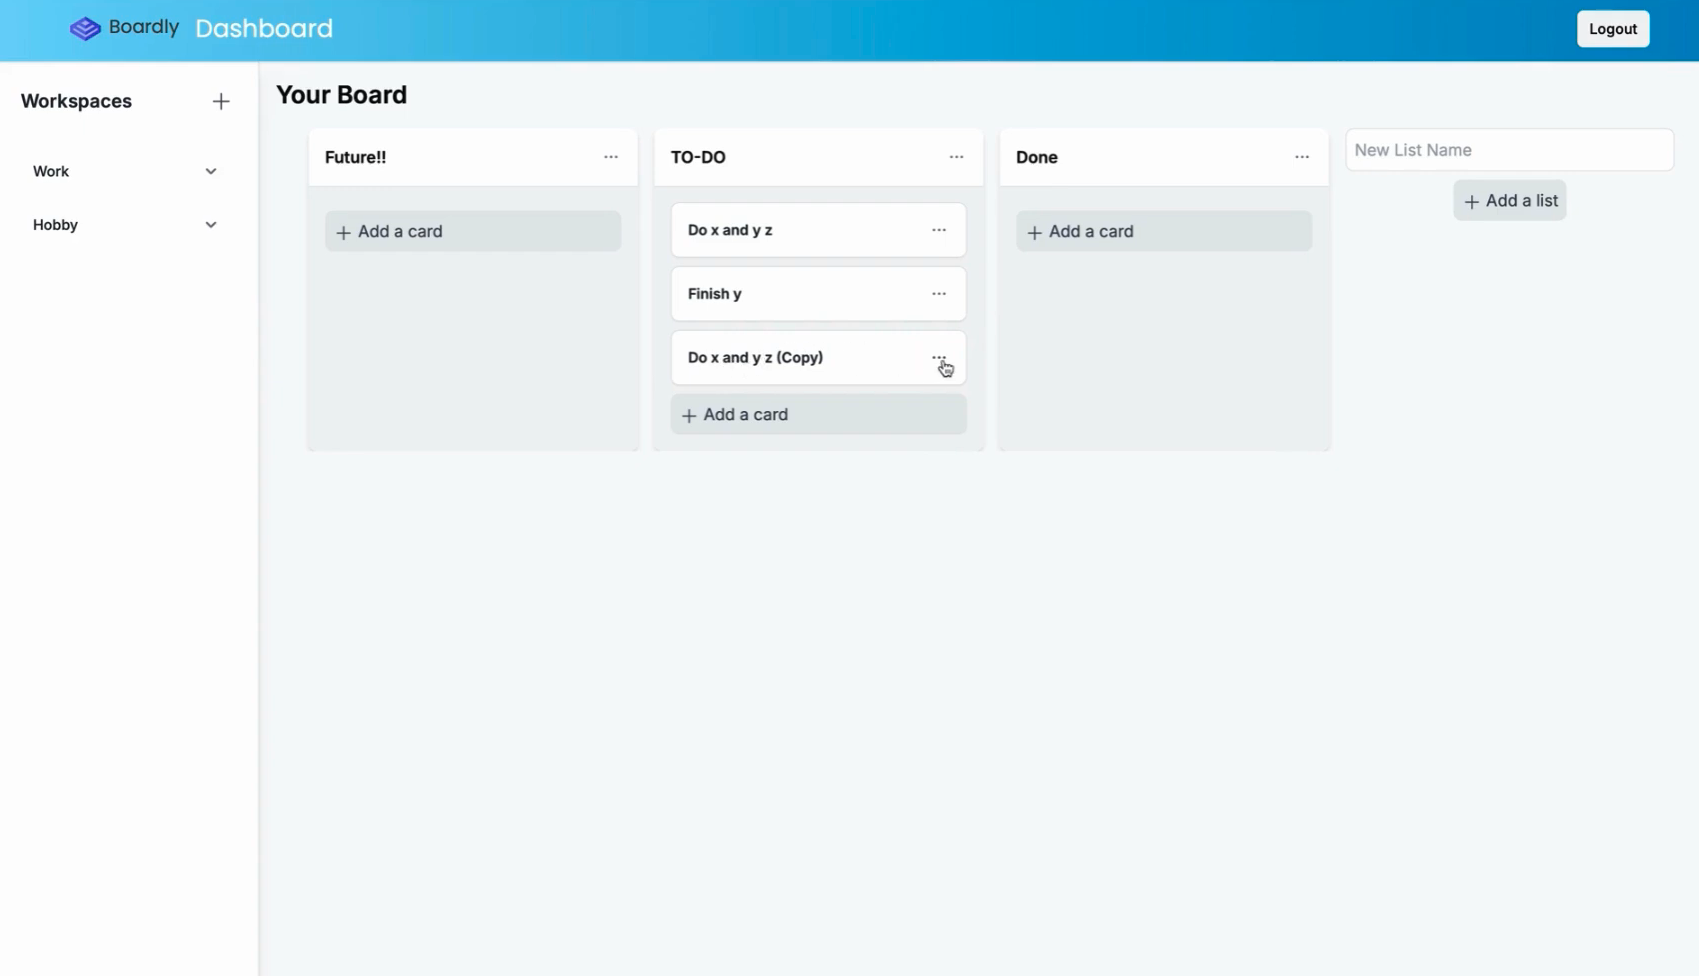 Boardly Dashboard
Logout
Workspaces
Work
Hobby
Your Board
Future!!
Add a card
TO-DO
Do x and y z
Finish y
Do x and y z (Copy)
Add a card
Done
Add a card
New List Name
Add a list